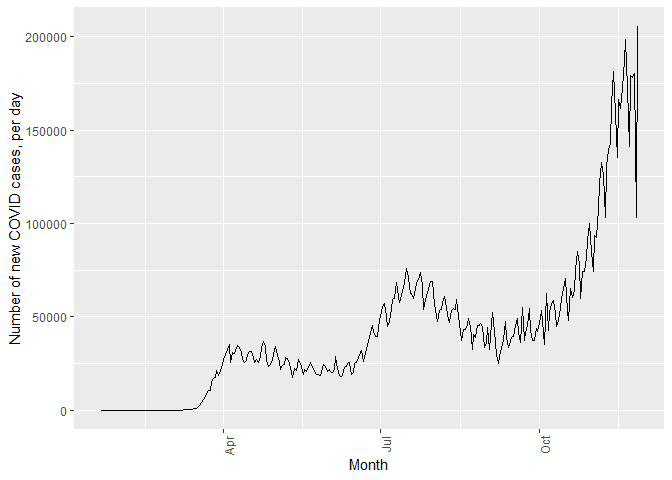 200000
150000
100000
50000
0
Number of new COVID cases, per day
Apr
Jul
Oct
Month